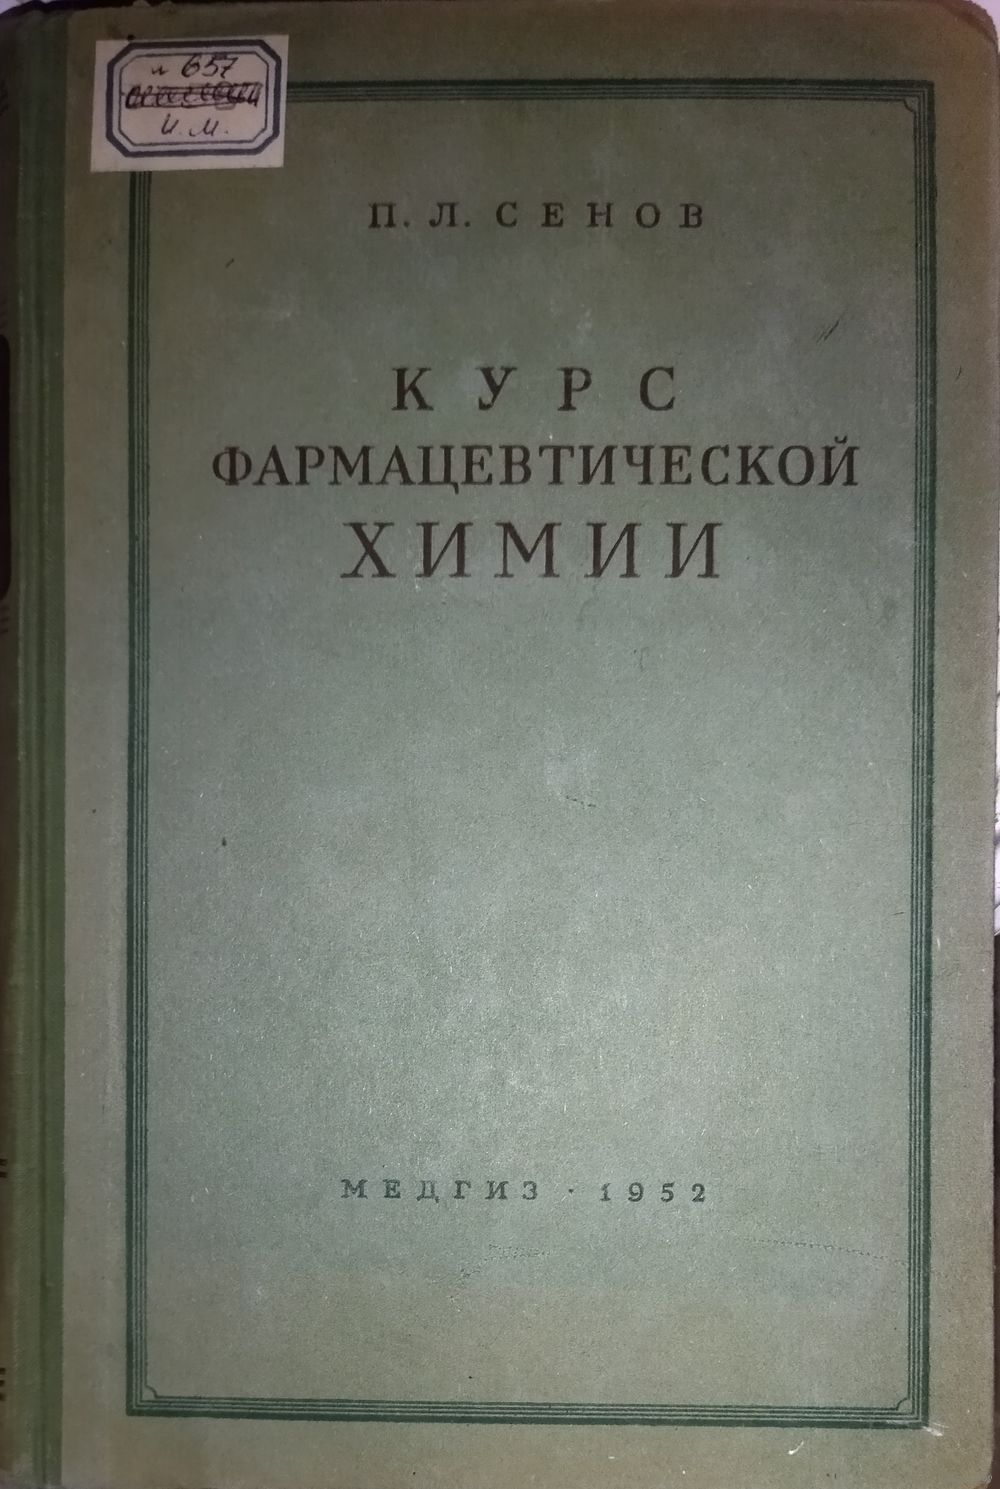 657
И. М.
П. Л. СЕНОВ
КУРС
ФАРМАЦЕВТИЧЕСКОЙ
ХИМИИ
МЕДГИЗ · 1952